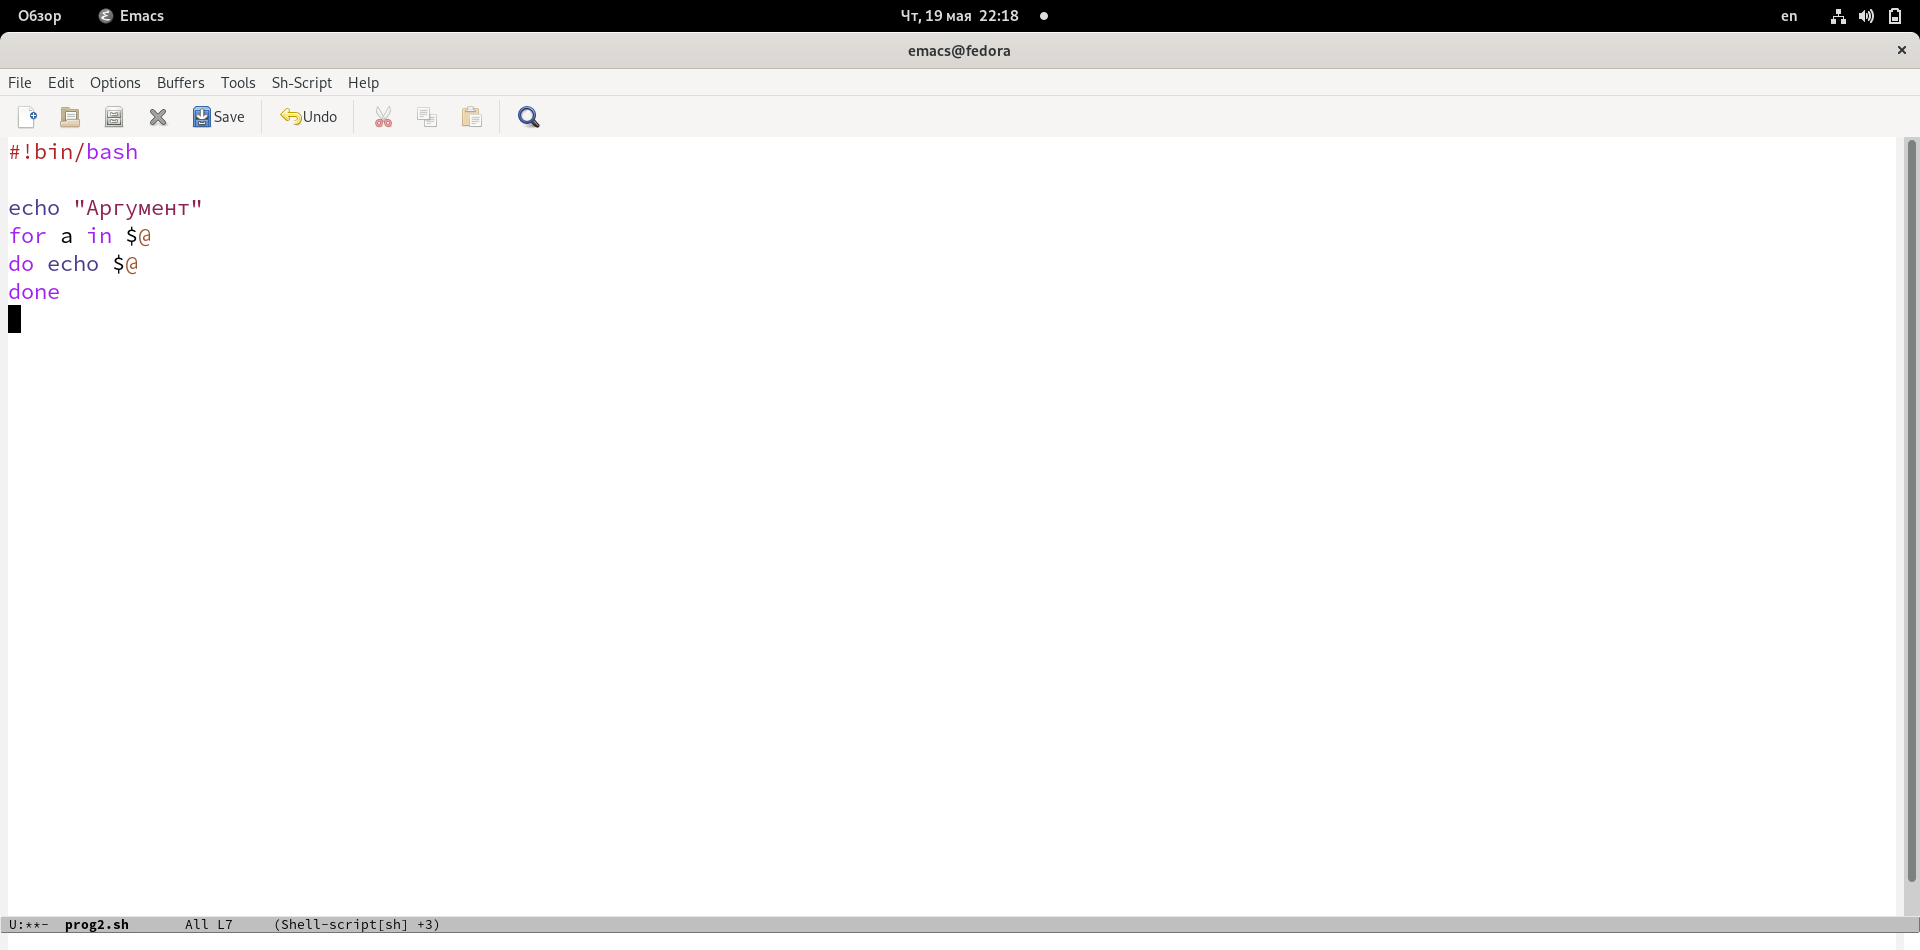 Обзор Emacs Чт, 19 мая 22:18 en
emacs@fedora
File Edit Options Buffers Tools Sh-Script Help
Save Undo
#!bin/bash
echo "Аргумент"
for a in $@
do echo $@
done
U:**- prog2.sh All L7 (Shell-script[sh] +3)